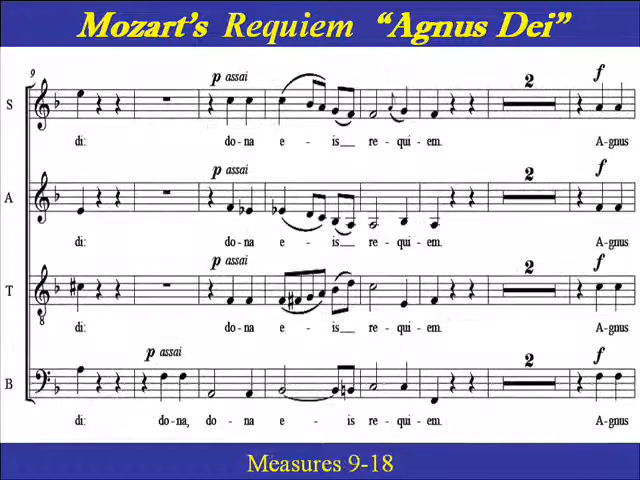 Mozart's Requiem "Agnus Dei"
9 p assai 2 f
S
di: do - na e - is re - qui - em. A - gnus
p assai 2 f
A
di: do - na e - is re - qui - em. A - gnus
p assai 2 f
T
8
di: do - na e - is re - qui - em. A - gnus
p assai 2 f
B
di: do - na, do - na e - is re - qui - em. A - gnus
Measures 9-18